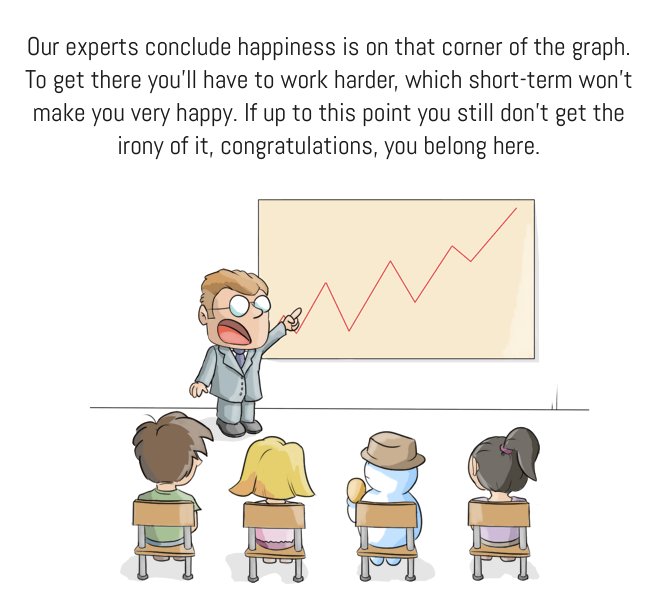 Our experts conclude happiness is on that corner of the graph.
To get there you'll have to work harder, which short-term won't
make you very happy. If up to this point you still don't get the
irony of it, congratulations, you belong here.